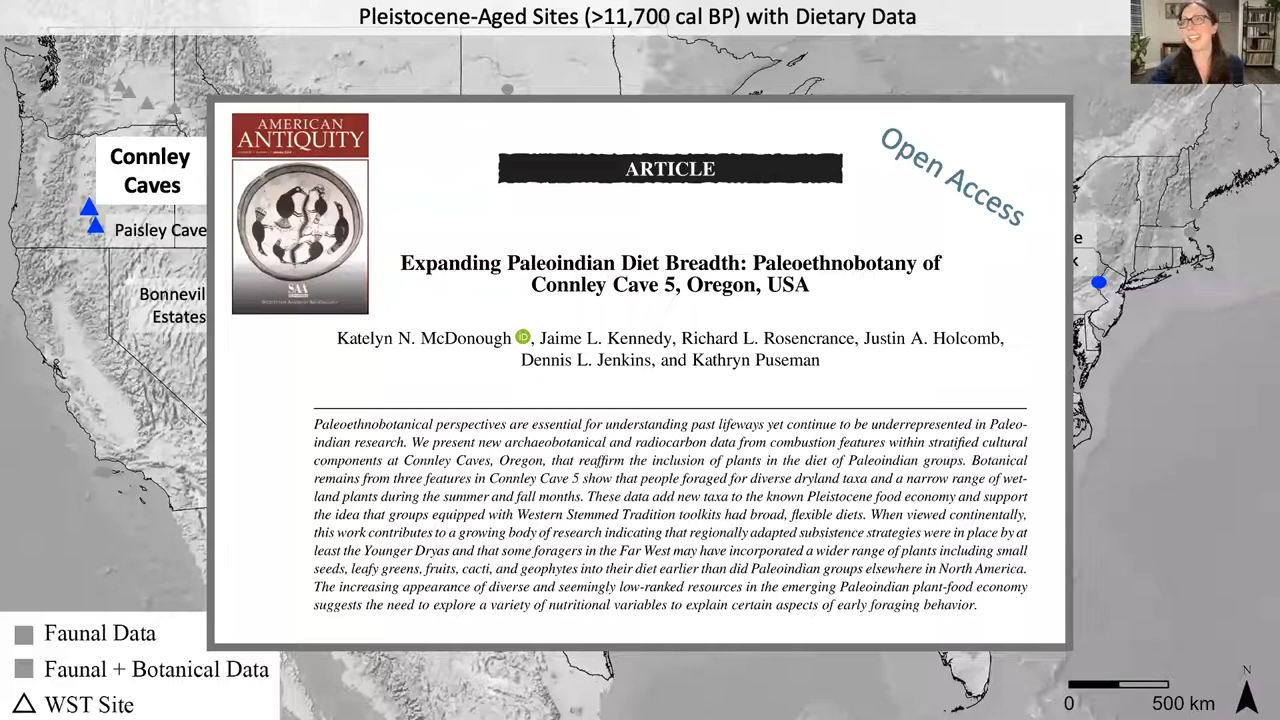 Pleistocene-Aged Sites (>11,700 cal BP) with Dietary Data
AMERICAN
ANTIQUITY
SAA
ARTICLE
Open Access
Connley
Caves
Paisley Cave
Bonnevil
Estates
Expanding Paleoindian Diet Breadth: Paleoethnobotany of
Connley Cave 5, Oregon, USA
Katelyn N. McDonough iD, Jaime L. Kennedy, Richard L. Rosencrance, Justin A. Holcomb,
Dennis L. Jenkins, and Kathryn Puseman
Paleoethnobotanical perspectives are essential for understanding past lifeways yet continue to be underrepresented in Paleo-
indian research. We present new archaeobotanical and radiocarbon data from combustion features within stratified cultural
components at Connley Caves, Oregon, that reaffirm the inclusion of plants in the diet of Paleoindian groups. Botanical
remains from three features in Connley Cave 5 show that people foraged for diverse dryland taxa and a narrow range of wet-
land plants during the summer and fall months. These data add new taxa to the known Pleistocene food economy and support
the idea that groups equipped with Western Stemmed Tradition toolkits had broad, flexible diets. When viewed continentally,
this work contributes to a growing body of research indicating that regionally adapted subsistence strategies were in place by at
least the Younger Dryas and that some foragers in the Far West may have incorporated a wider range of plants including small
seeds, leafy greens, fruits, cacti, and geophytes into their diet earlier than did Paleoindian groups elsewhere in North America.
The increasing appearance of diverse and seemingly low-ranked resources in the emerging Paleoindian plant-food economy
suggests the need to explore a variety of nutritional variables to explain certain aspects of early foraging behavior.
e
k
Faunal Data
Faunal + Botanical Data
WST Site
N
0
500 km